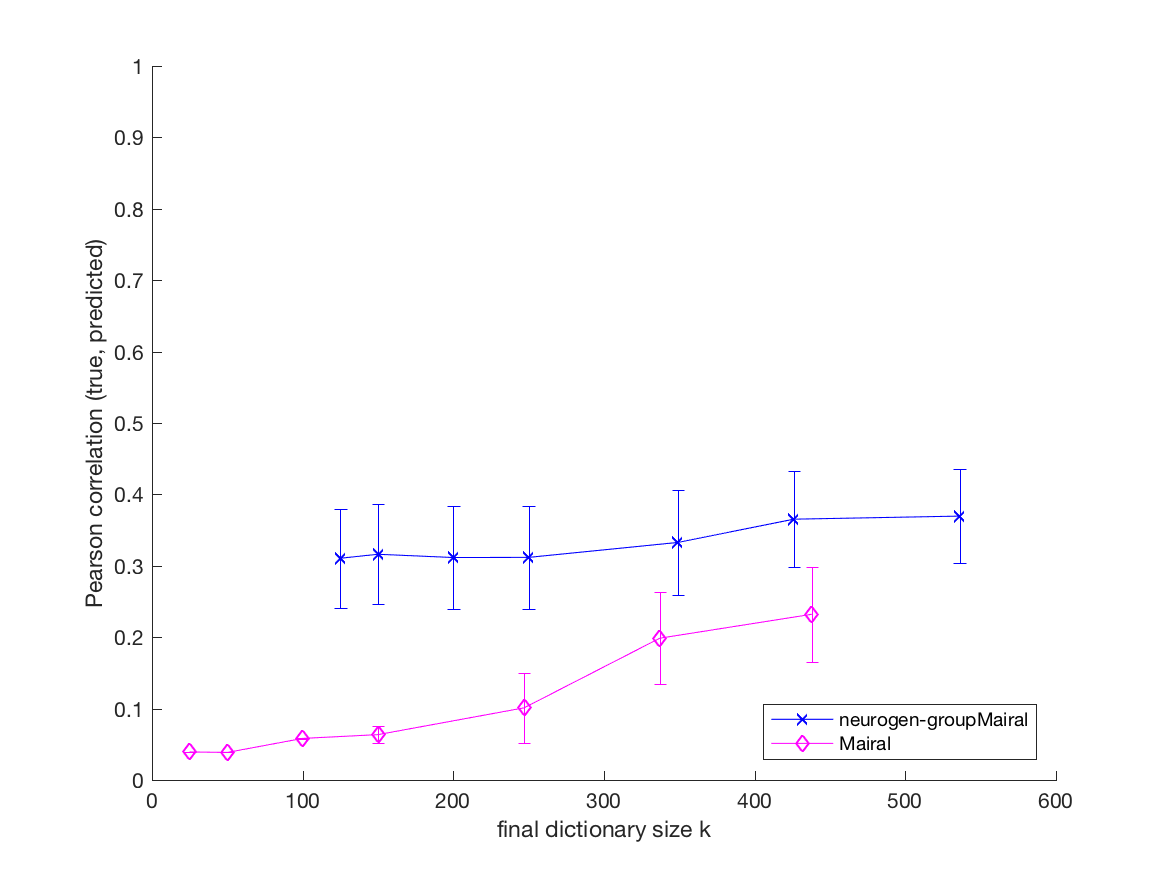 1
0.9
0.8
0.7
0.6
0.5
0.4
0.3
0.2
0.1
0
Pearson correlation (true, predicted)
0 100 200 300 400 500 600
final dictionary size k
neurogen-groupMairal
Mairal